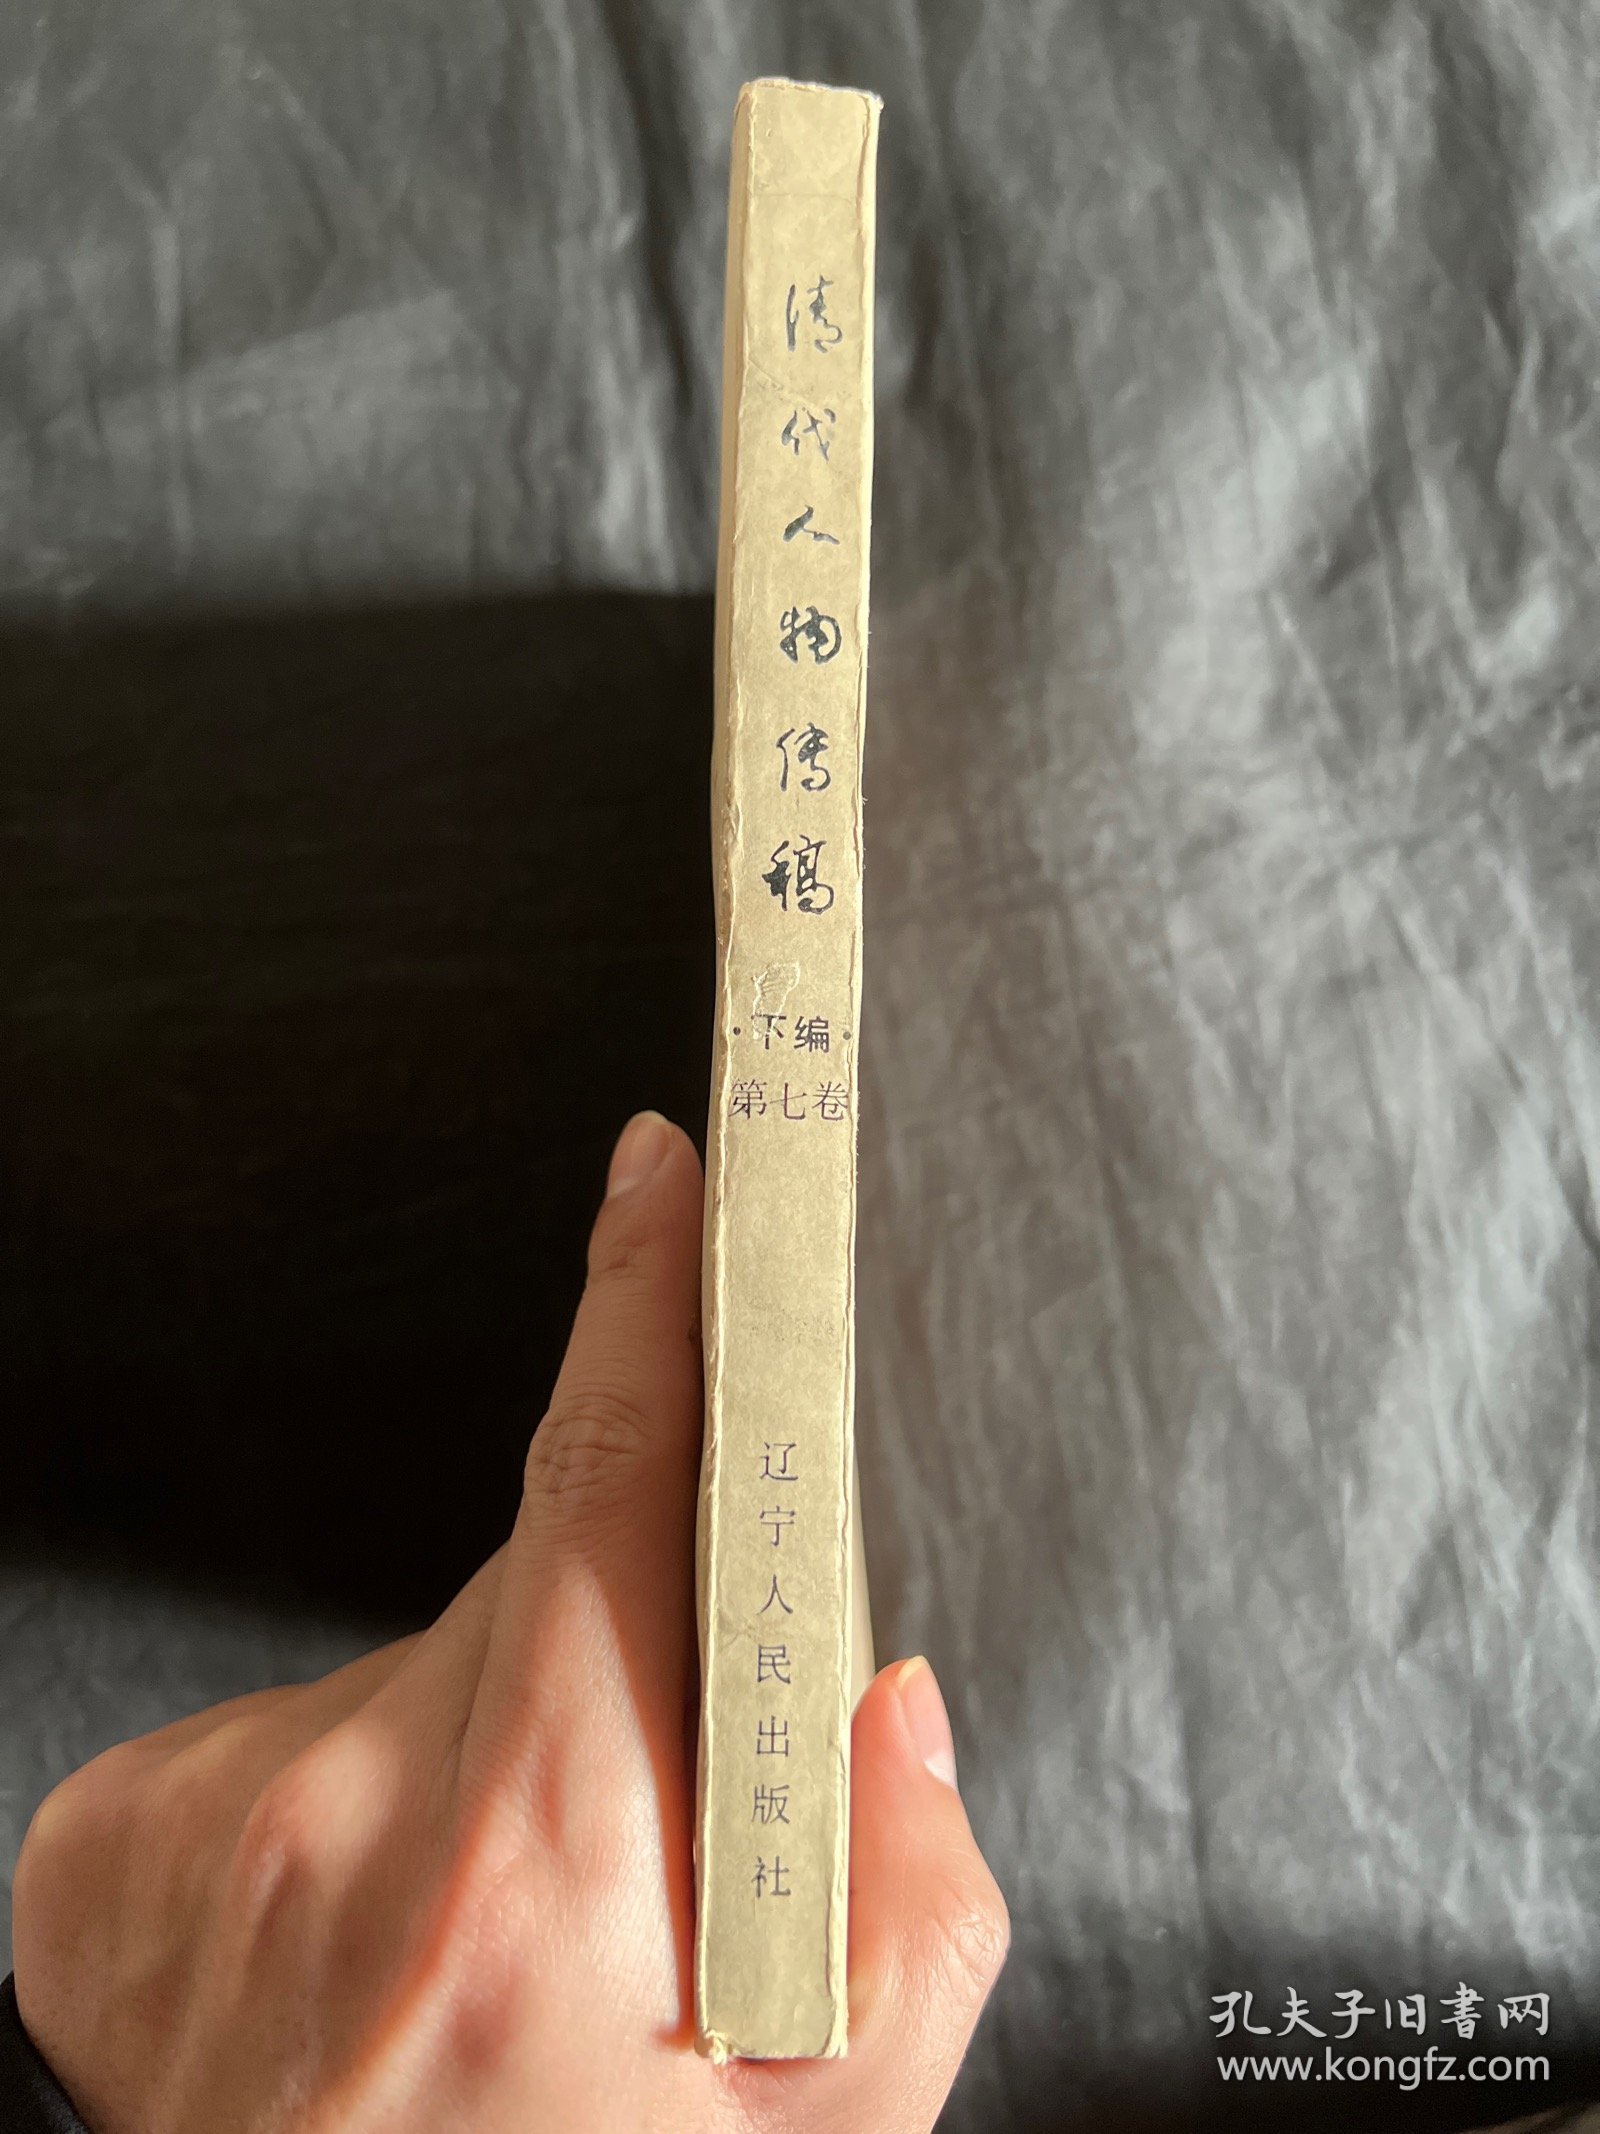 清代人物传稿
·下编·
第七卷
辽宁人民出版社
孔夫子旧书网
www.kongfz.com